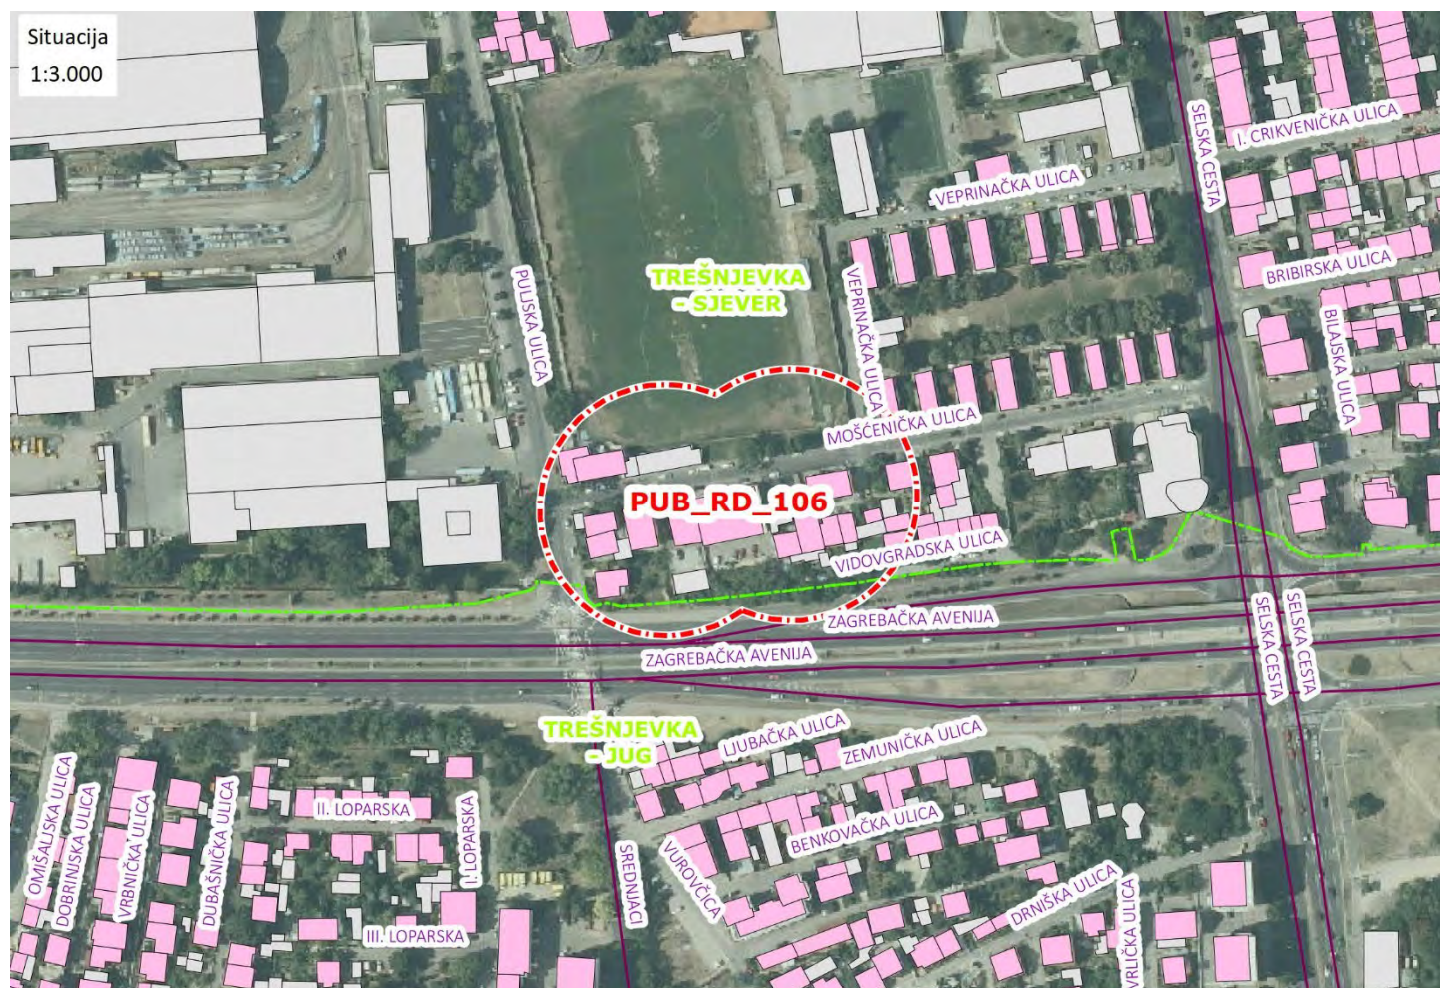 Situacija
1:3.000
SELSKA CESTA
I. CRIKVENIČKA ULICA
VEPRINAČKA ULICA
TREŠNJEVKA
- SJEVER
PULJSKA ULICA
VEPRINAČKA ULICA
BRIBIRSKA ULICA
BILAJSKA ULICA
MOŠĆENIČKA ULICA
PUB_RD_106
VIDOVGRADSKA ULICA
ZAGREBAČKA AVENIJA
ZAGREBAČKA AVENIJA
SELSKA CESTA
SELSKA CESTA
TREŠNJEVKA
- JUG
LJUBAČKA ULICA
ZEMUNIČKA ULICA
OMIŠALJSKA ULICA
DOBRINJSKA ULICA
VRBNIČKA ULICA
DUBAŠNIČKA ULICA
II. LOPARSKA
I. LOPARSKA
III. LOPARSKA
SREDNJACI
VUROVČICA
BENKOVAČKA ULICA
DRNIŠKA ULICA
VRLIČKA ULICA